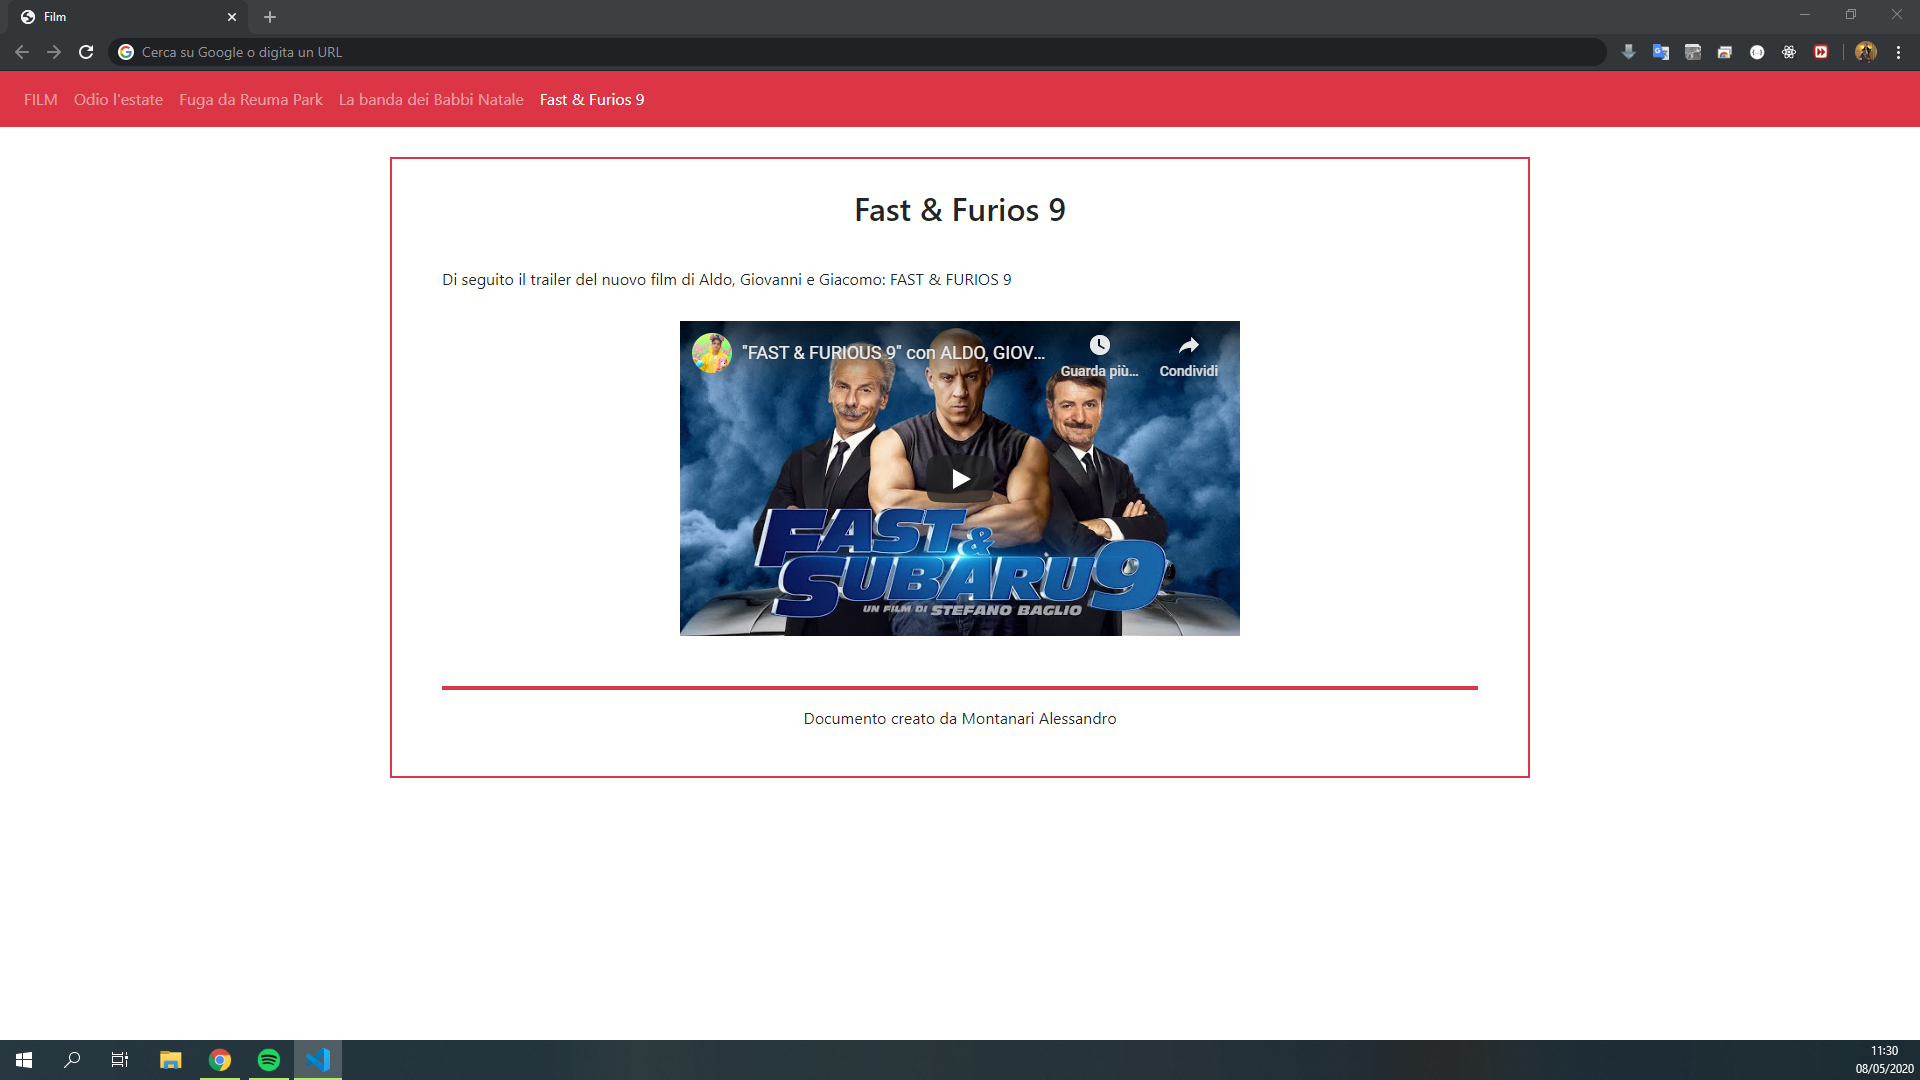 Film
Cerca su Google o digita un URL
FILM Odio l'estate Fuga da Reuma Park La banda dei Babbi Natale Fast & Furios 9
Fast & Furios 9
Di seguito il trailer del nuovo film di Aldo, Giovanni e Giacomo: FAST & FURIOS 9
"FAST & FURIOUS 9" con ALDO, GIOV...
Guarda più... Condividi
FAST &
SUBARU 9
UN FILM DI STEFANO BAGLIO
Documento creato da Montanari Alessandro
11:30
08/05/2020